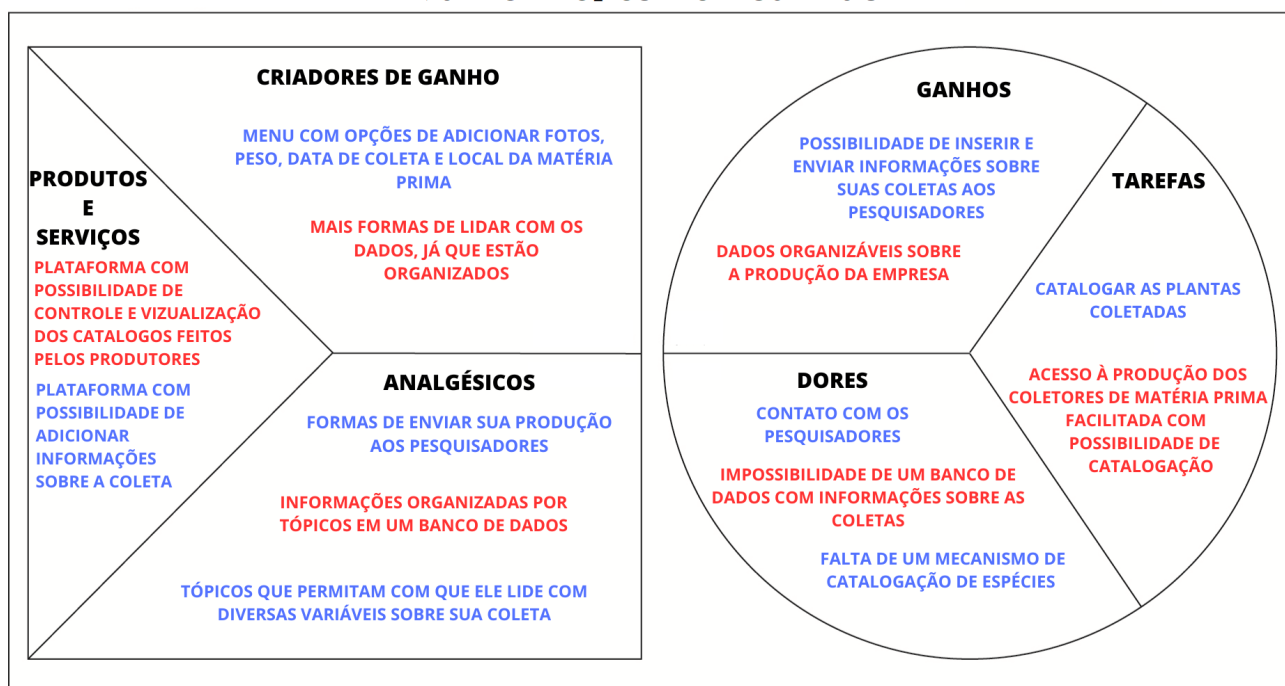 CRIADORES DE GANHO
MENU COM OPÇÕES DE ADICIONAR FOTOS,
PESO, DATA DE COLETA E LOCAL DA MATÉRIA
PRIMA
MAIS FORMAS DE LIDAR COM OS
DADOS, JÁ QUE ESTÃO
ORGANIZADOS
PRODUTOS
E
SERVIÇOS
PLATAFORMA COM
POSSIBILIDADE DE
CONTROLE E VIZUALIZAÇÃO
DOS CATALOGOS FEITOS
PELOS PRODUTORES
PLATAFORMA COM
POSSIBILIDADE DE
ADICIONAR
INFORMAÇÕES
SOBRE A COLETA
ANALGÉSICOS
FORMAS DE ENVIAR SUA PRODUÇÃO
AOS PESQUISADORES
INFORMAÇÕES ORGANIZADAS POR
TÓPICOS EM UM BANCO DE DADOS
TÓPICOS QUE PERMITAM COM QUE ELE LIDE COM
DIVERSAS VARIÁVEIS SOBRE SUA COLETA
GANHOS
POSSIBILIDADE DE INSERIR E
ENVIAR INFORMAÇÕES SOBRE
SUAS COLETAS AOS
PESQUISADORES
DADOS ORGANIZÁVEIS SOBRE
A PRODUÇÃO DA EMPRESA
TAREFAS
CATALOGAR AS PLANTAS
COLETADAS
ACESSO À PRODUÇÃO DOS
COLETORES DE MATÉRIA PRIMA
FACILITADA COM
POSSIBILIDADE DE
CATALOGAÇÃO
DORES
CONTATO COM OS
PESQUISADORES
IMPOSSIBILIDADE DE UM BANCO DE
DADOS COM INFORMAÇÕES SOBRE AS
COLETAS
FALTA DE UM MECANISMO DE
CATALOGAÇÃO DE ESPÉCIES